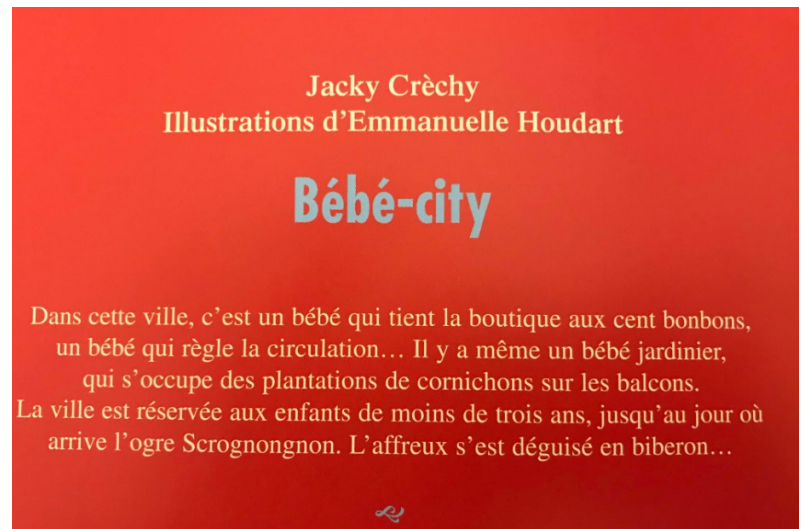 Jacky Crèchy
Illustrations d’Emmanuelle Houdart
Bébé-city
Dans cette ville, c’est un bébé qui tient la boutique aux cent bonbons,
un bébé qui règle la circulation… Il y a même un bébé jardinier,
qui s’occupe des plantations de cornichons sur les balcons.
La ville est réservée aux enfants de moins de trois ans, jusqu’au jour où
arrive l’ogre Scrognongnon. L’affreux s’est déguisé en biberon…